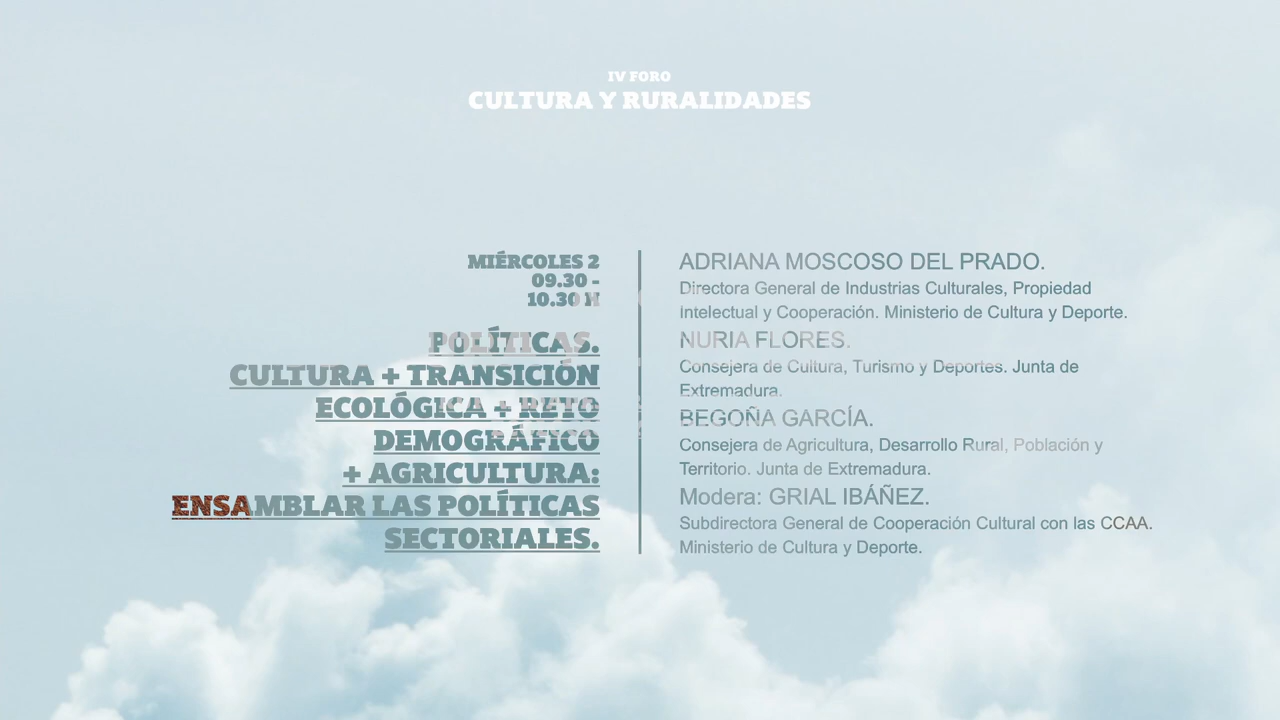 IV FORO
CULTURA Y RURALIDADES
MIÉRCOLES 2
09.30 -
10.30 H
POLÍTICAS.
CULTURA + TRANSICIÓN
ECOLÓGICA + RETO
DEMOGRÁFICO
+ AGRICULTURA:
ENSAMBLAR LAS POLÍTICAS
SECTORIALES.
ADRIANA MOSCOSO DEL PRADO.
Directora General de Industrias Culturales, Propiedad
Intelectual y Cooperación. Ministerio de Cultura y Deporte.
NURIA FLORES.
Consejera de Cultura, Turismo y Deportes. Junta de
Extremadura.
BEGOÑA GARCÍA.
Consejera de Agricultura, Desarrollo Rural, Población y
Territorio. Junta de Extremadura.
Modera: GRIAL IBÁÑEZ.
Subdirectora General de Cooperación Cultural con las CCAA.
Ministerio de Cultura y Deporte.